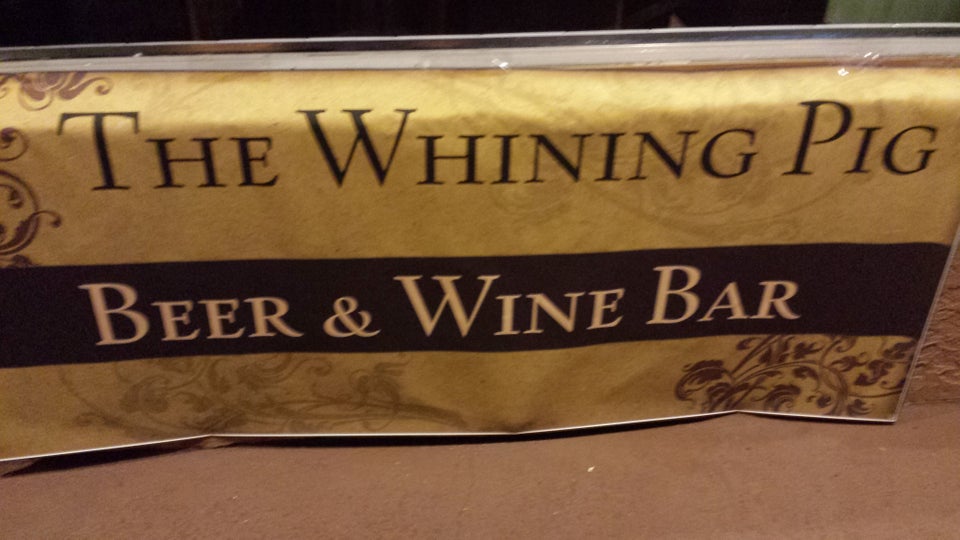 The Whining Pig
Beer & Wine Bar